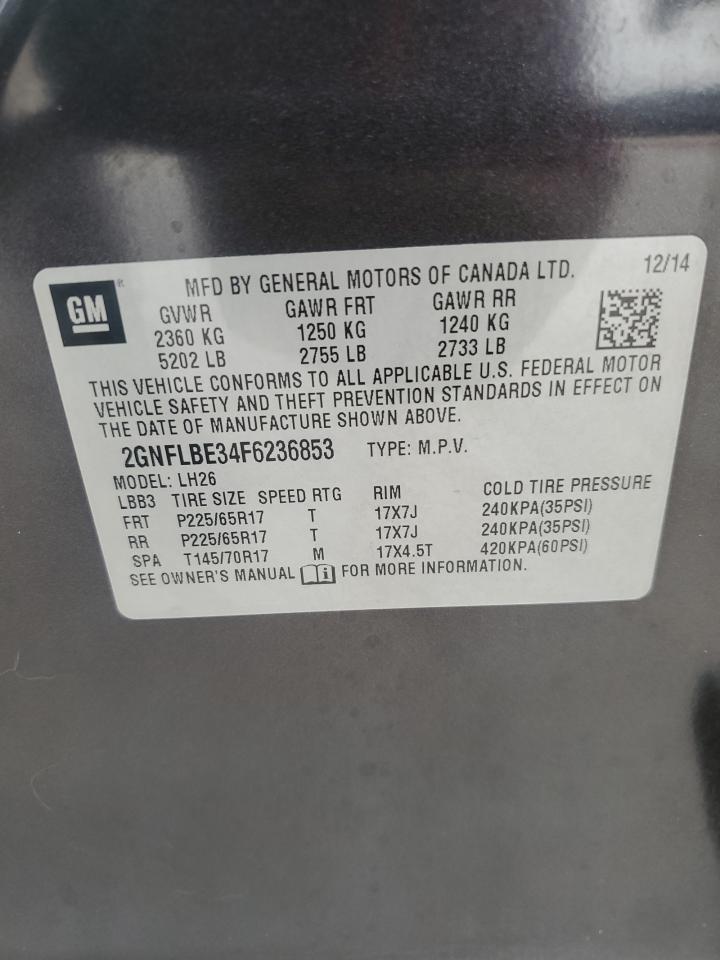 GM
MFD BY GENERAL MOTORS OF CANADA LTD. 12/14
GVWR GAWR FRT GAWR RR
2360 KG 1250 KG 1240 KG
5202 LB 2755 LB 2733 LB
THIS VEHICLE CONFORMS TO ALL APPLICABLE U.S. FEDERAL MOTOR
VEHICLE SAFETY AND THEFT PREVENTION STANDARDS IN EFFECT ON
THE DATE OF MANUFACTURE SHOWN ABOVE.
2GNFLBE34F6236853 TYPE: M.P.V.
MODEL: LH26
LBB3 TIRE SIZE SPEED RTG RIM COLD TIRE PRESSURE
FRT P225/65R17 T 17X7J 240KPA(35PSI)
RR P225/65R17 T 17X7J 240KPA(35PSI)
SPA T145/70R17 M 17X4.5T 420KPA(60PSI)
SEE OWNER'S MANUAL FOR MORE INFORMATION.